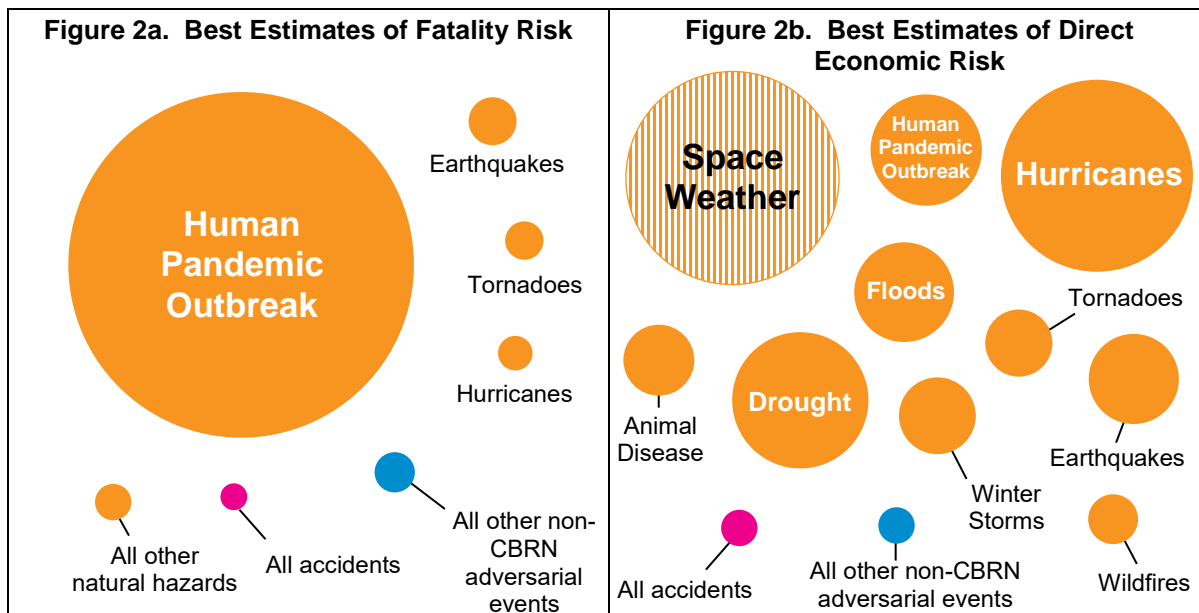 Figure 2a.  Best Estimates of Fatality Risk
Human
Pandemic
Outbreak
Earthquakes
Tornadoes
Hurricanes
All other
natural hazards
All accidents
All other non-
CBRN
adversarial
events
Figure 2b.  Best Estimates of Direct
Economic Risk
Space
Weather
Human
Pandemic
Outbreak
Hurricanes
Floods
Tornadoes
Animal
Disease
Drought
Winter
Storms
Earthquakes
All accidents
All other non-CBRN
adversarial events
Wildfires